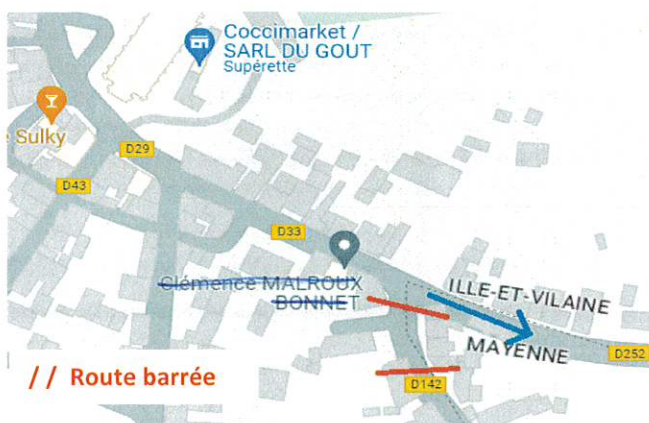 Coccimarket /
SARL DU GOUT
Supérette
Sulky
D29
D43
D33
Clémence MALROUX
BONNET
ILLE-ET-VILAINE
MAYENNE
D252
D142
// Route barrée